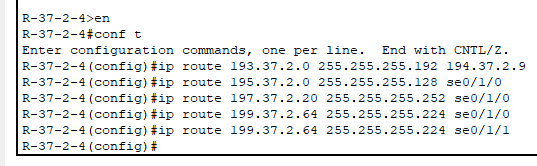 R-37-2-4>en
R-37-2-4#conf t
Enter configuration commands, one per line.  End with CNTL/Z.
R-37-2-4(config)#ip route 193.37.2.0 255.255.255.192 194.37.2.9
R-37-2-4(config)#ip route 195.37.2.0 255.255.255.128 se0/1/0
R-37-2-4(config)#ip route 197.37.2.20 255.255.255.252 se0/1/0
R-37-2-4(config)#ip route 199.37.2.64 255.255.255.224 se0/1/0
R-37-2-4(config)#ip route 199.37.2.64 255.255.255.224 se0/1/1
R-37-2-4(config)#